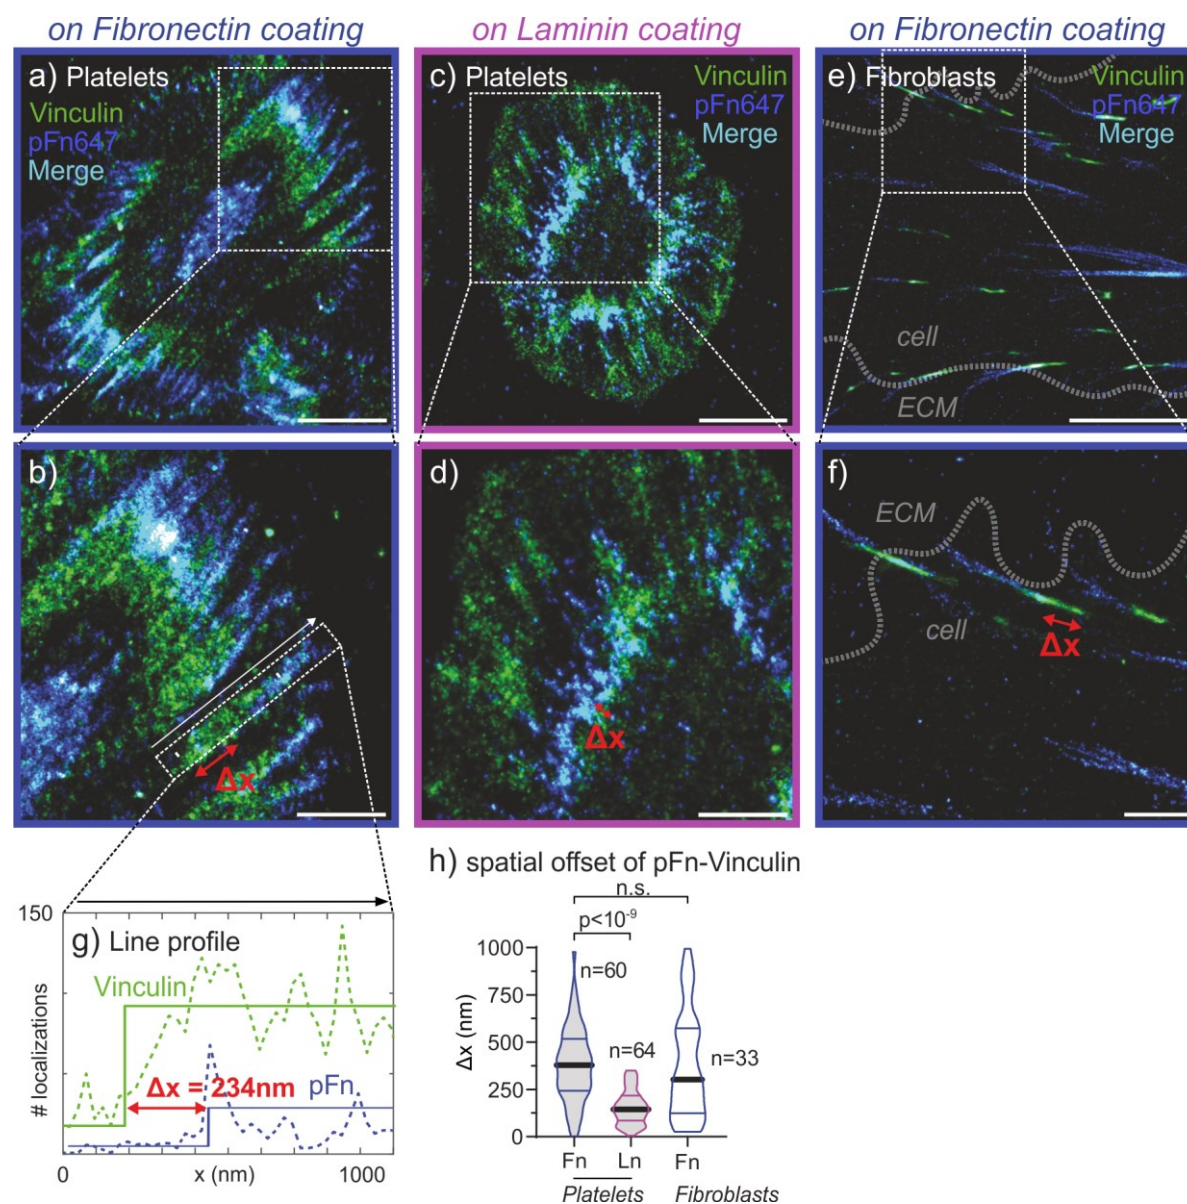 on Fibronectin coating
on Laminin coating
on Fibronectin coating
a) Platelets
Vinculin
pFn647
Merge
c) Platelets
Vinculin
pFn647
Merge
e) Fibroblasts
Vinculin
pFn647
Merge
cell
ECM
b)
Δx
d)
Δx
f)
ECM
cell
Δx
g) Line profile
150
# localizations
Vinculin
Δx = 234nm
pFn
0
x (nm)
1000
h) spatial offset of pFn-Vinculin
n.s.
p<10⁻⁹
Δx (nm)
1000
750
500
250
0
n=60
n=64
n=33
Fn
Ln
Fn
Platelets
Fibroblasts